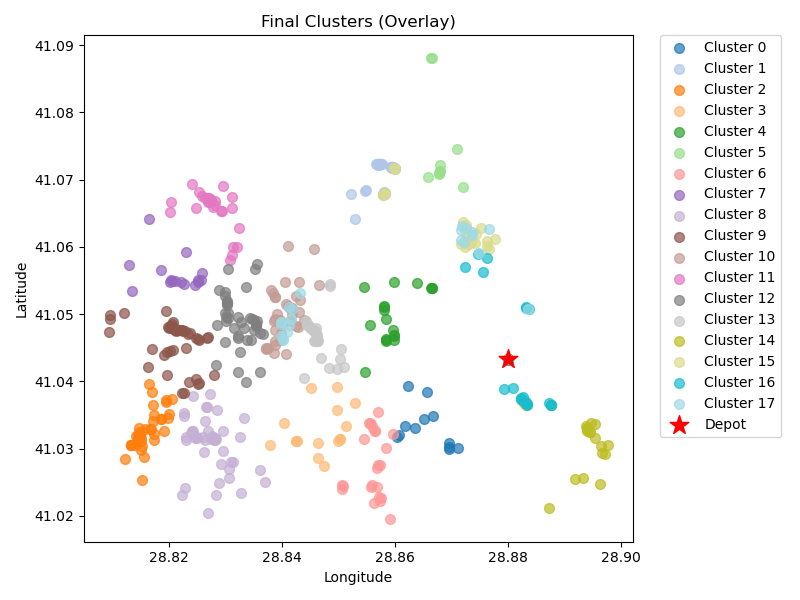 Final Clusters (Overlay)
41.09
41.08
41.07
41.06
41.05
41.04
41.03
41.02
Latitude
28.82 28.84 28.86 28.88 28.90
Longitude
Cluster 0
Cluster 1
Cluster 2
Cluster 3
Cluster 4
Cluster 5
Cluster 6
Cluster 7
Cluster 8
Cluster 9
Cluster 10
Cluster 11
Cluster 12
Cluster 13
Cluster 14
Cluster 15
Cluster 16
Cluster 17
Depot